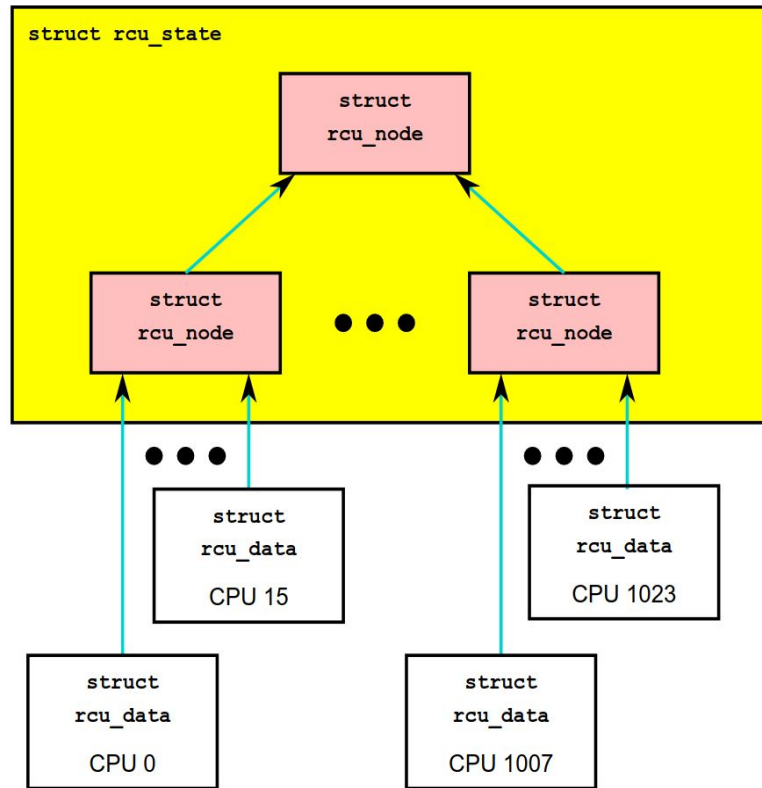 struct rcu_state
struct
rcu_node
struct
rcu_node
struct
rcu_node
struct
rcu_data
CPU 15
struct
rcu_data
CPU 1023
struct
rcu_data
CPU 0
struct
rcu_data
CPU 1007